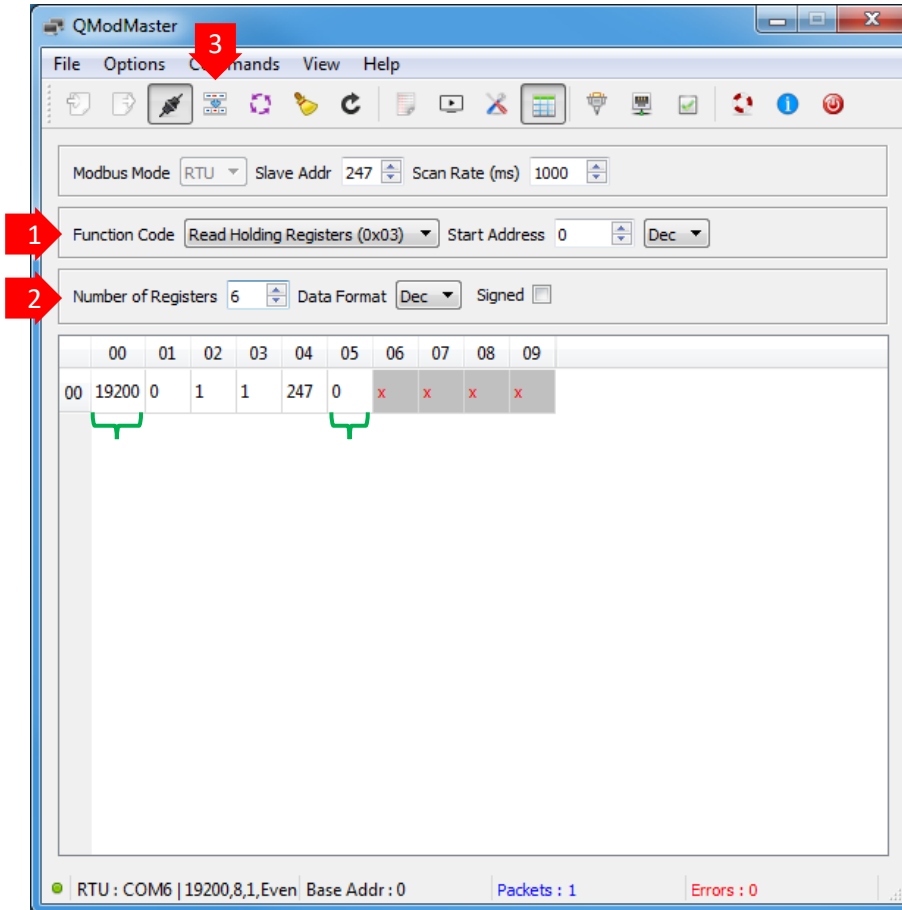 QModMaster
3
File Options Commands View Help
Modbus Mode RTU Slave Addr 247 Scan Rate (ms) 1000
1 Function Code Read Holding Registers (0x03) Start Address 0 Dec
2 Number of Registers 6 Data Format Dec Signed
00 01 02 03 04 05 06 07 08 09
00 19200 0 1 1 247 0 x x x x
RTU : COM6 | 19200,8,1,Even Base Addr : 0 Packets : 1 Errors : 0